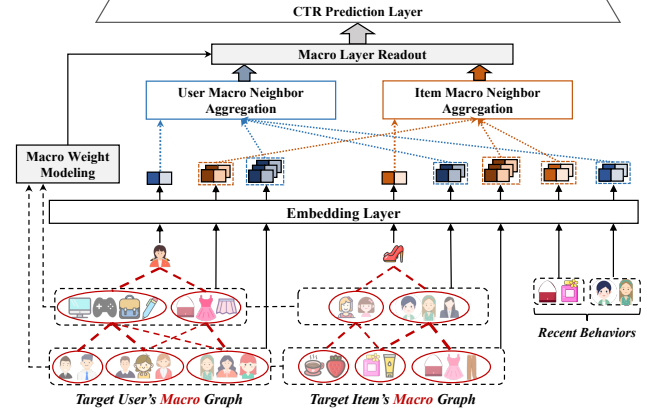 CTR Prediction Layer
Macro Layer Readout
User Macro Neighbor
Aggregation
Item Macro Neighbor
Aggregation
Macro Weight
Modeling
Embedding Layer
Recent Behaviors
Target User's Macro Graph
Target Item's Macro Graph